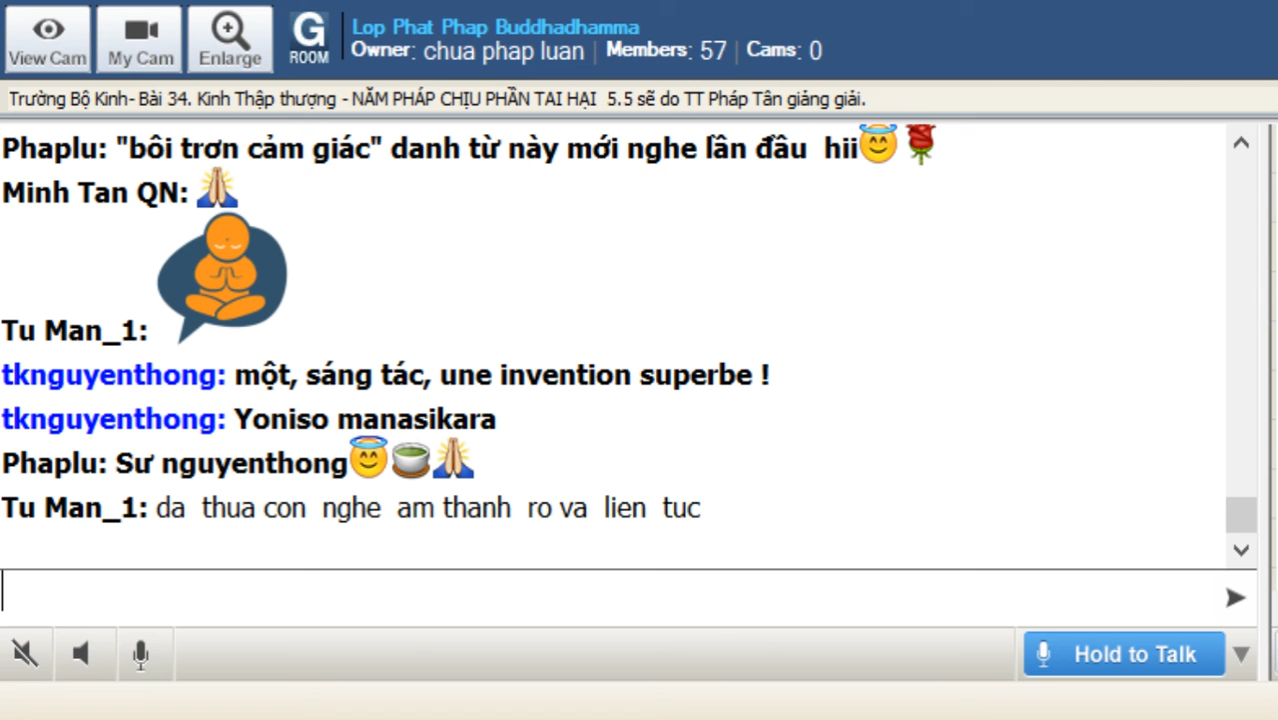 View Cam
My Cam
Enlarge
G ROOM
Lop Phat Phap Buddhadhamma
Owner: chua phap luan | Members: 57 | Cams: 0
Trường Bộ Kinh- Bài 34. Kinh Thập thượng - NĂM PHÁP CHỊU PHẦN TAI HẠI 5.5 sẽ do TT Pháp Tân giảng giải.
Phaplu: "bôi trơn cảm giác" danh từ này mới nghe lần đầu hii
Minh Tan QN:
Tu Man_1:
tknguyenthong: một, sáng tác, une invention superbe !
tknguyenthong: Yoniso manasikara
Phaplu: Sư nguyenthong
Tu Man_1: da thua con nghe am thanh ro va lien tuc
Hold to Talk